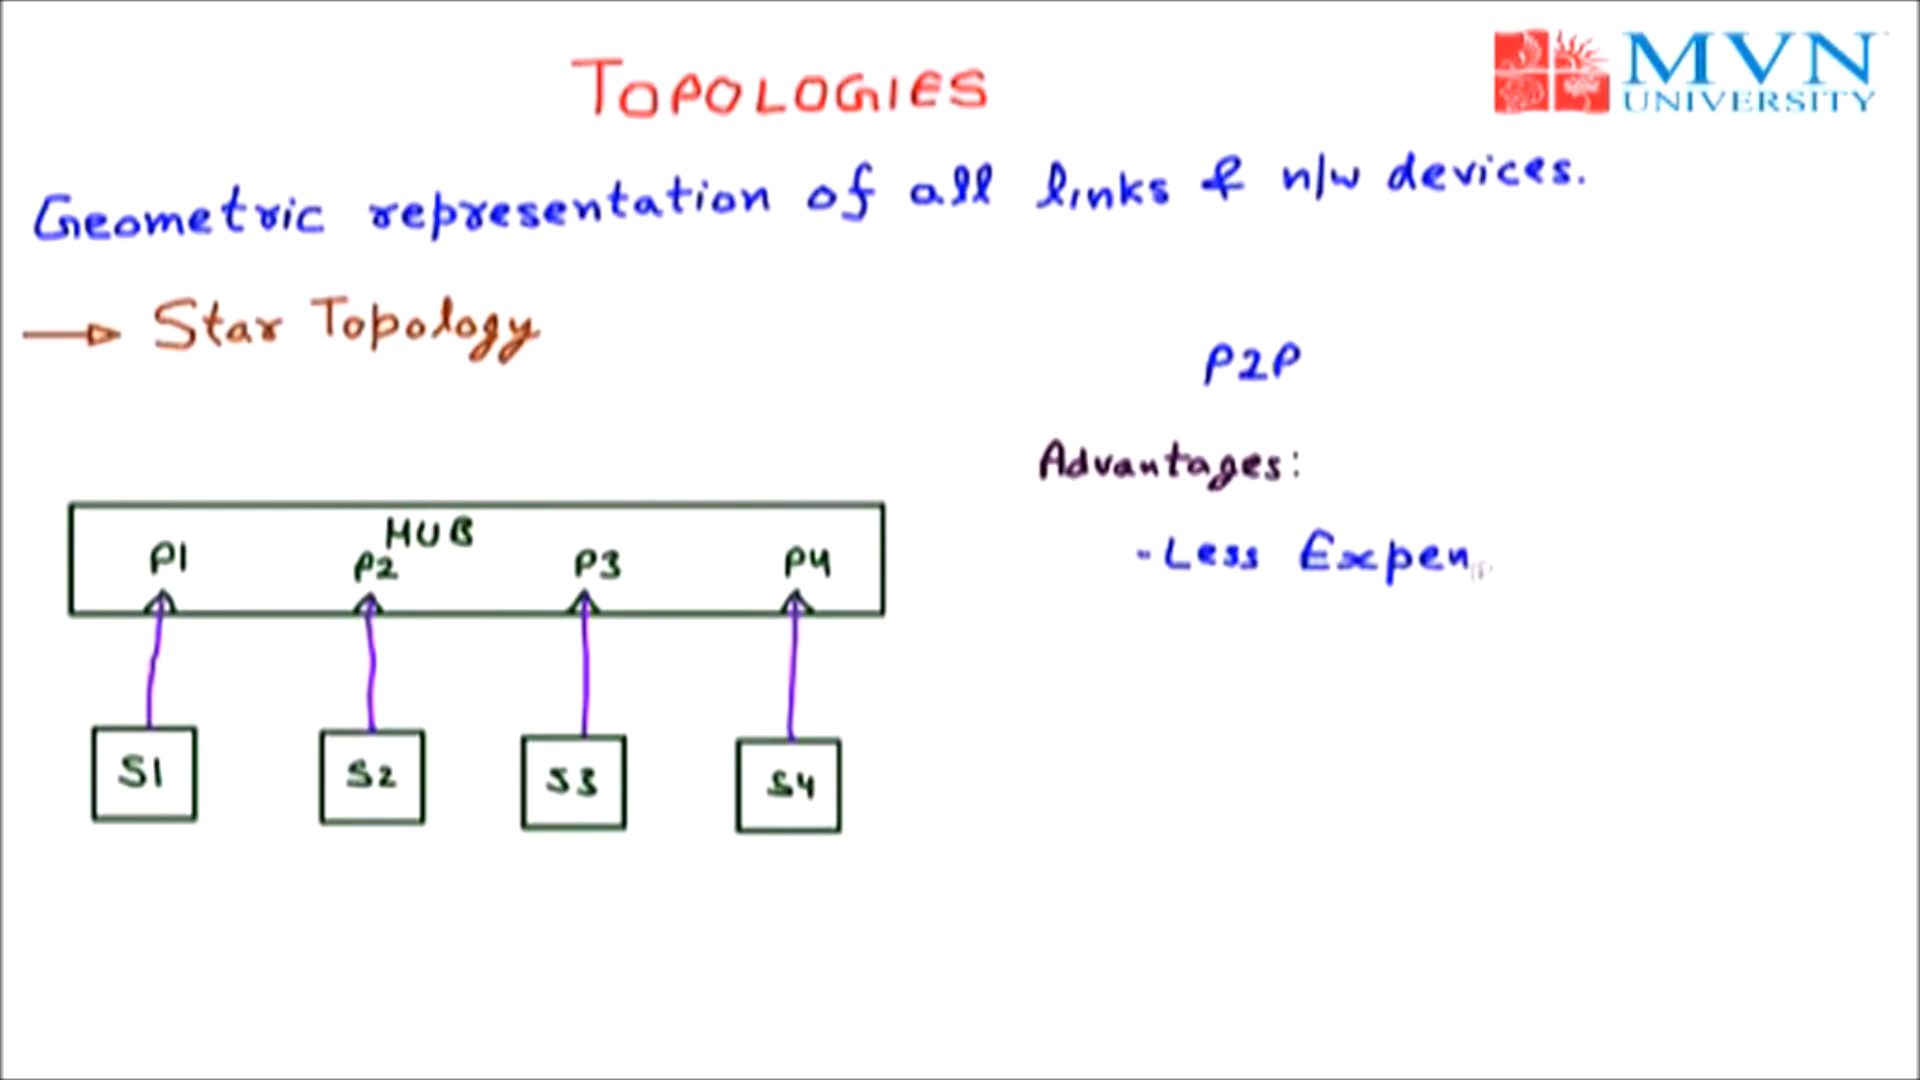 TOPOLOGIES
MVN
UNIVERSITY
Geometric representation of all links & n/w devices.
Star Topology
P2P
Advantages:
HUB
P1 P2 P3 P4
- Less Expen
S1 S2 S3 S4